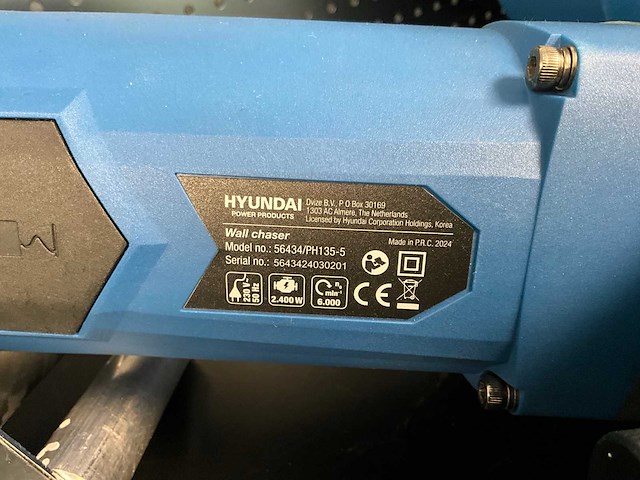 HYUNDAI
POWER PRODUCTS
Dvize B.V., P O Box 30169
1303 AC Almere, The Netherlands
Licensed by Hyundai Corporation Holdings, Korea
Wall chaser
Made in P.R.C. 2024
Model no.: 56434/PH135-5
Serial no.: 5643424030201
230 V~
50 Hz
2.400 W
n₀
min⁻¹
6.000
CE